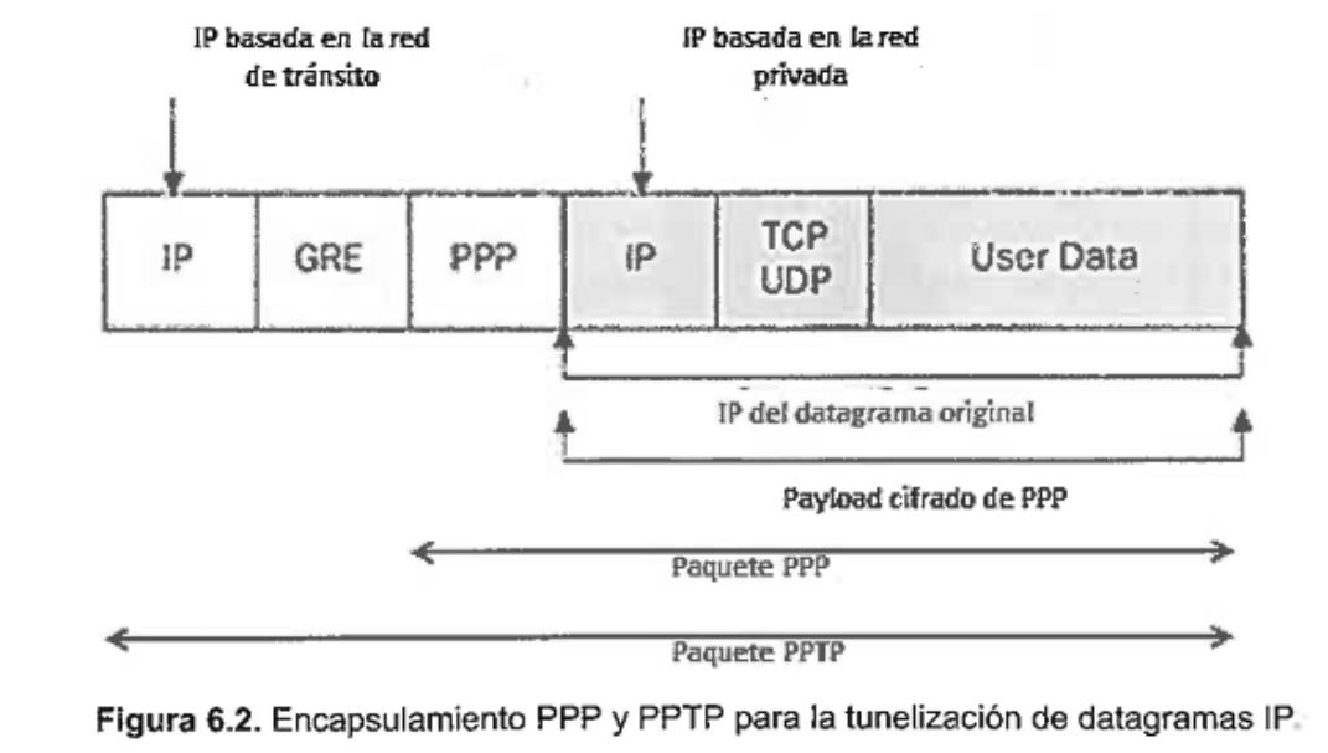 IP basada en la red
de tránsito
IP basada en la red
privada
IP
GRE
PPP
IP
TCP
UDP
User Data
IP del datagrama original
Payload cifrado de PPP
Paquete PPP
Paquete PPTP
Figura 6.2. Encapsulamiento PPP y PPTP para la tunelización de datagramas IP.